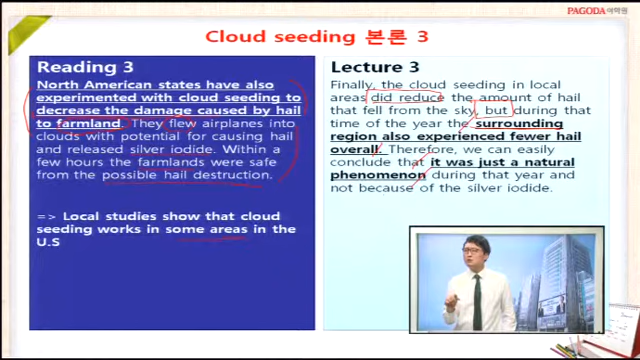 PAGODA 어학원
Cloud seeding 본론 3
Reading 3
North American states have also
experimented with cloud seeding to
decrease the damage caused by hail
to farmland. They flew airplanes into
clouds with potential for causing hail
and released silver iodide. Within a
few hours the farmlands were safe
from the possible hail destruction.
=> Local studies show that cloud
seeding works in some areas in the
U.S
Lecture 3
Finally, the cloud seeding in local
areas did reduce the amount of hail
that fell from the sky, but during that
time of the year the surrounding
region also experienced fewer hail
overall. Therefore, we can easily
conclude that it was just a natural
phenomenon during that year and
not because of the silver iodide.